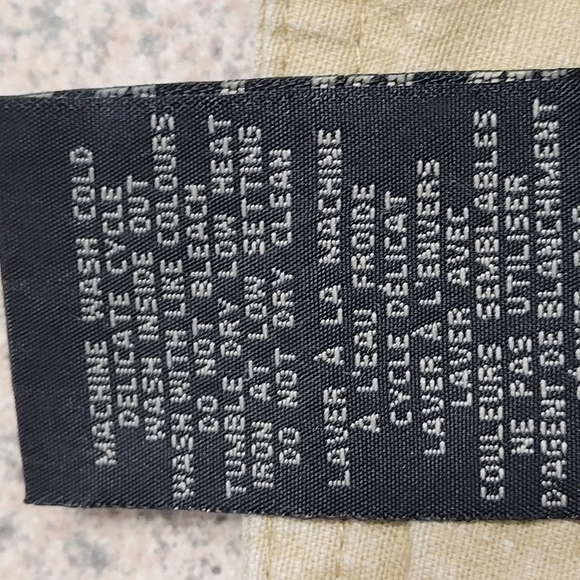 MACHINE WASH COLD
DELICATE CYCLE
WASH INSIDE OUT
WASH WITH LIKE COLOURS
DO NOT BLEACH
TUMBLE DRY LOW HEAT
IRON AT LOW SETTING
DO NOT DRY CLEAN
LAVER A LA MACHINE
A L'EAU FROIDE
CYCLE DÉLICAT
LAVER A L'ENVERS
LAVER AVEC
COULEURS SEMBLABLES
NE PAS UTILISER
D'AGENT DE BLANCHIMENT